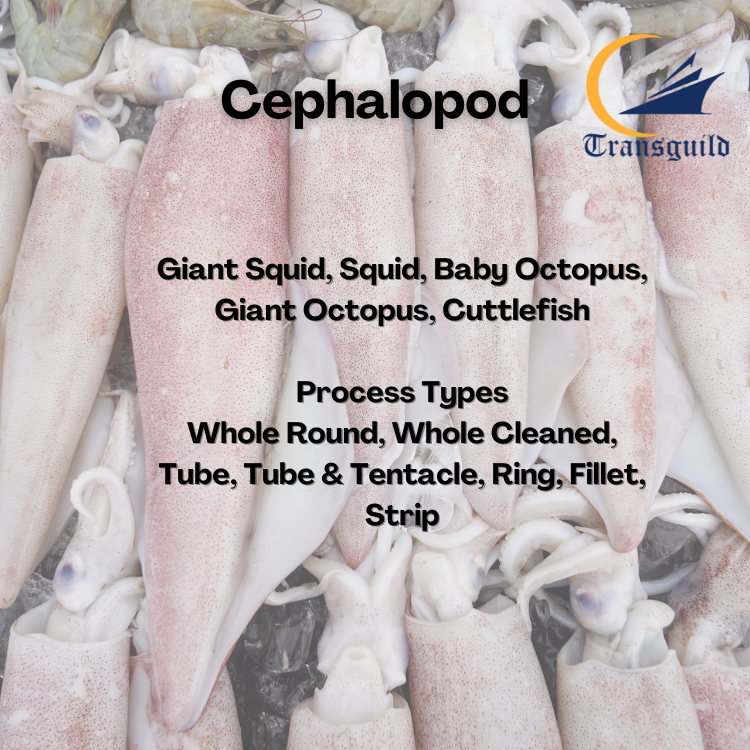 Cephalopod
Transguild
Giant Squid, Squid, Baby Octopus,
Giant Octopus, Cuttlefish
Process Types
Whole Round, Whole Cleaned,
Tube, Tube & Tentacle, Ring, Fillet,
Strip